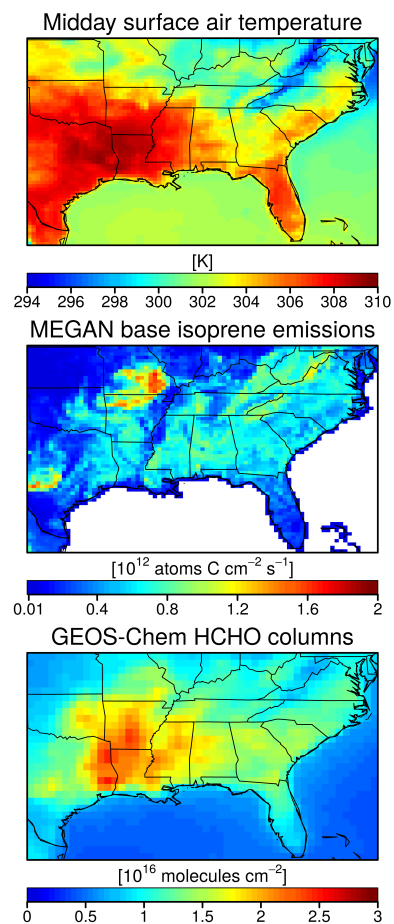 Midday surface air temperature
[K]
294 296 298 300 302 304 306 308 310
MEGAN base isoprene emissions
[10¹² atoms C cm⁻² s⁻¹]
0.01 0.4 0.8 1.2 1.6 2
GEOS-Chem HCHO columns
[10¹⁶ molecules cm⁻²]
0 0.5 1 1.5 2 2.5 3